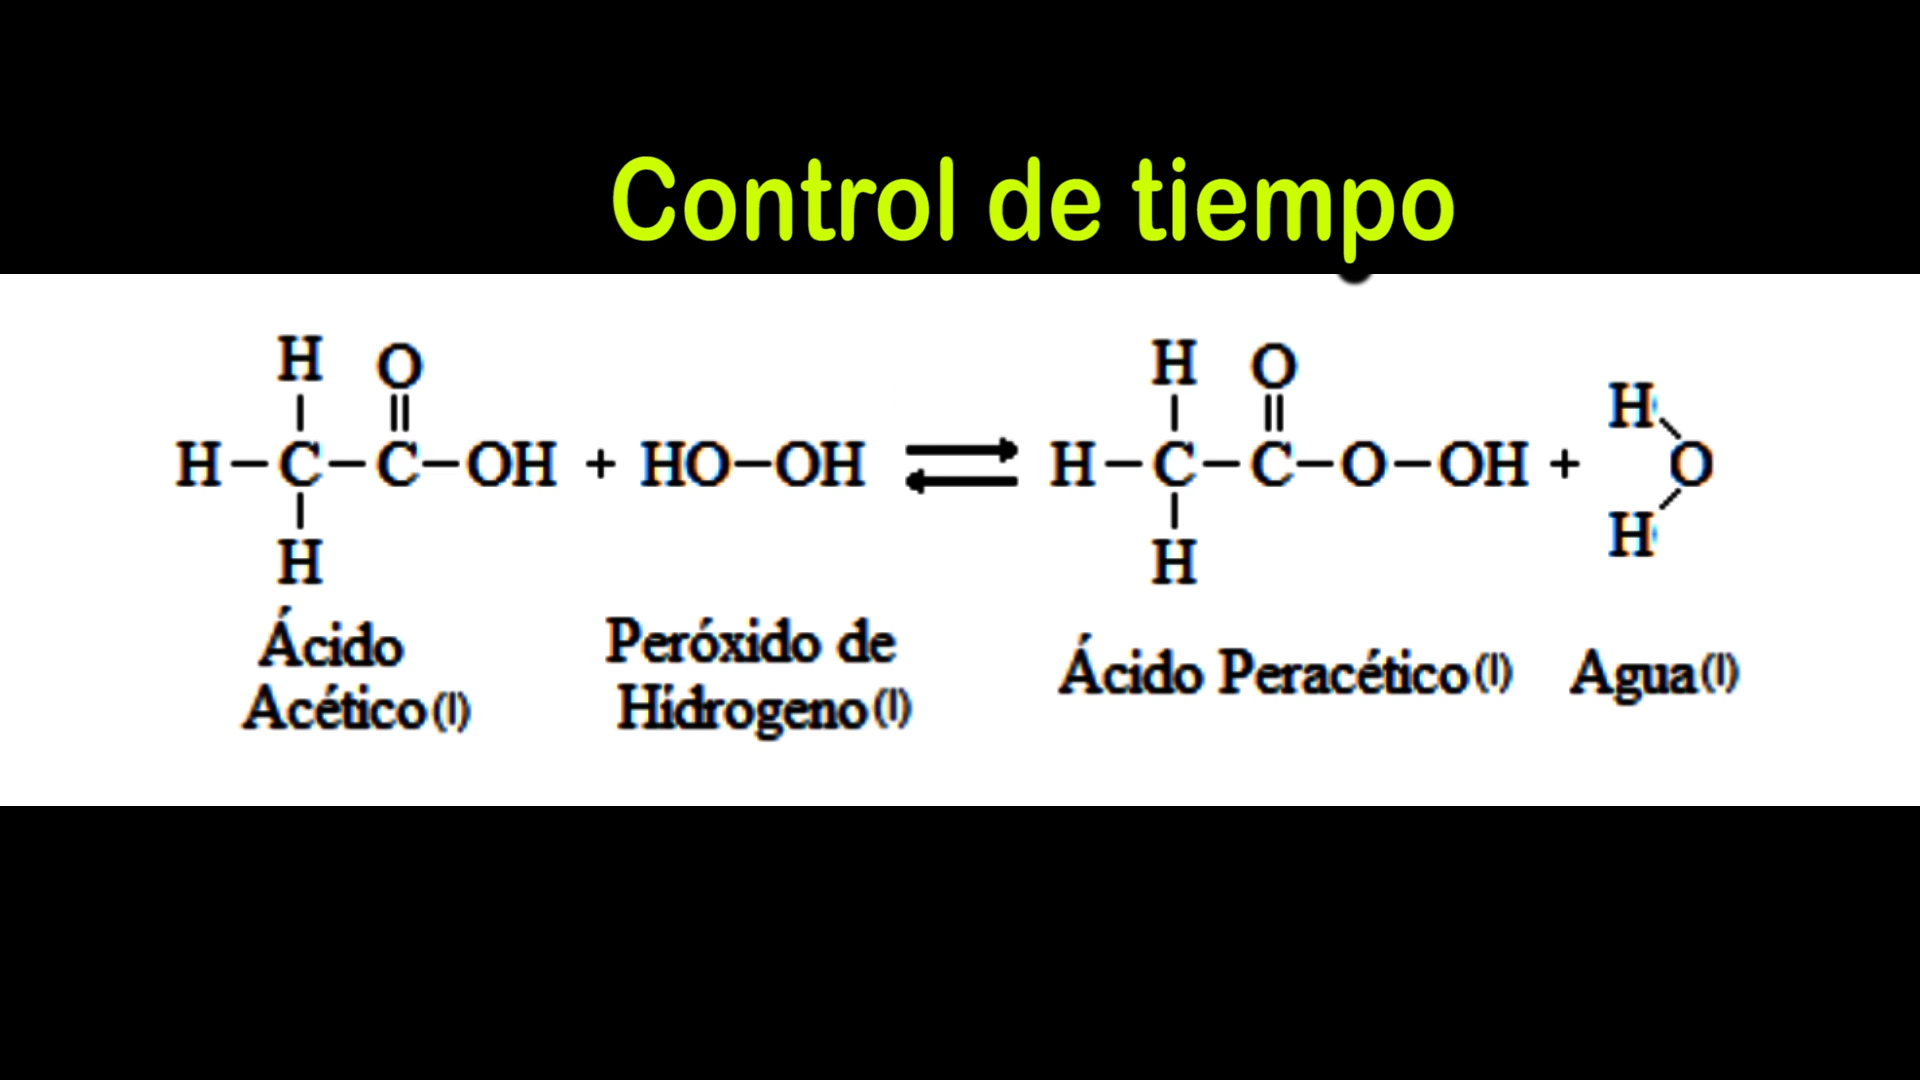 Control de tiempo
H O H O H
H–C–C–OH + HO–OH ⇌ H–C–C–O–OH + O
H H H
Ácido Acético(l)
Peróxido de Hidrogeno(l)
Ácido Peracético(l)
Agua(l)